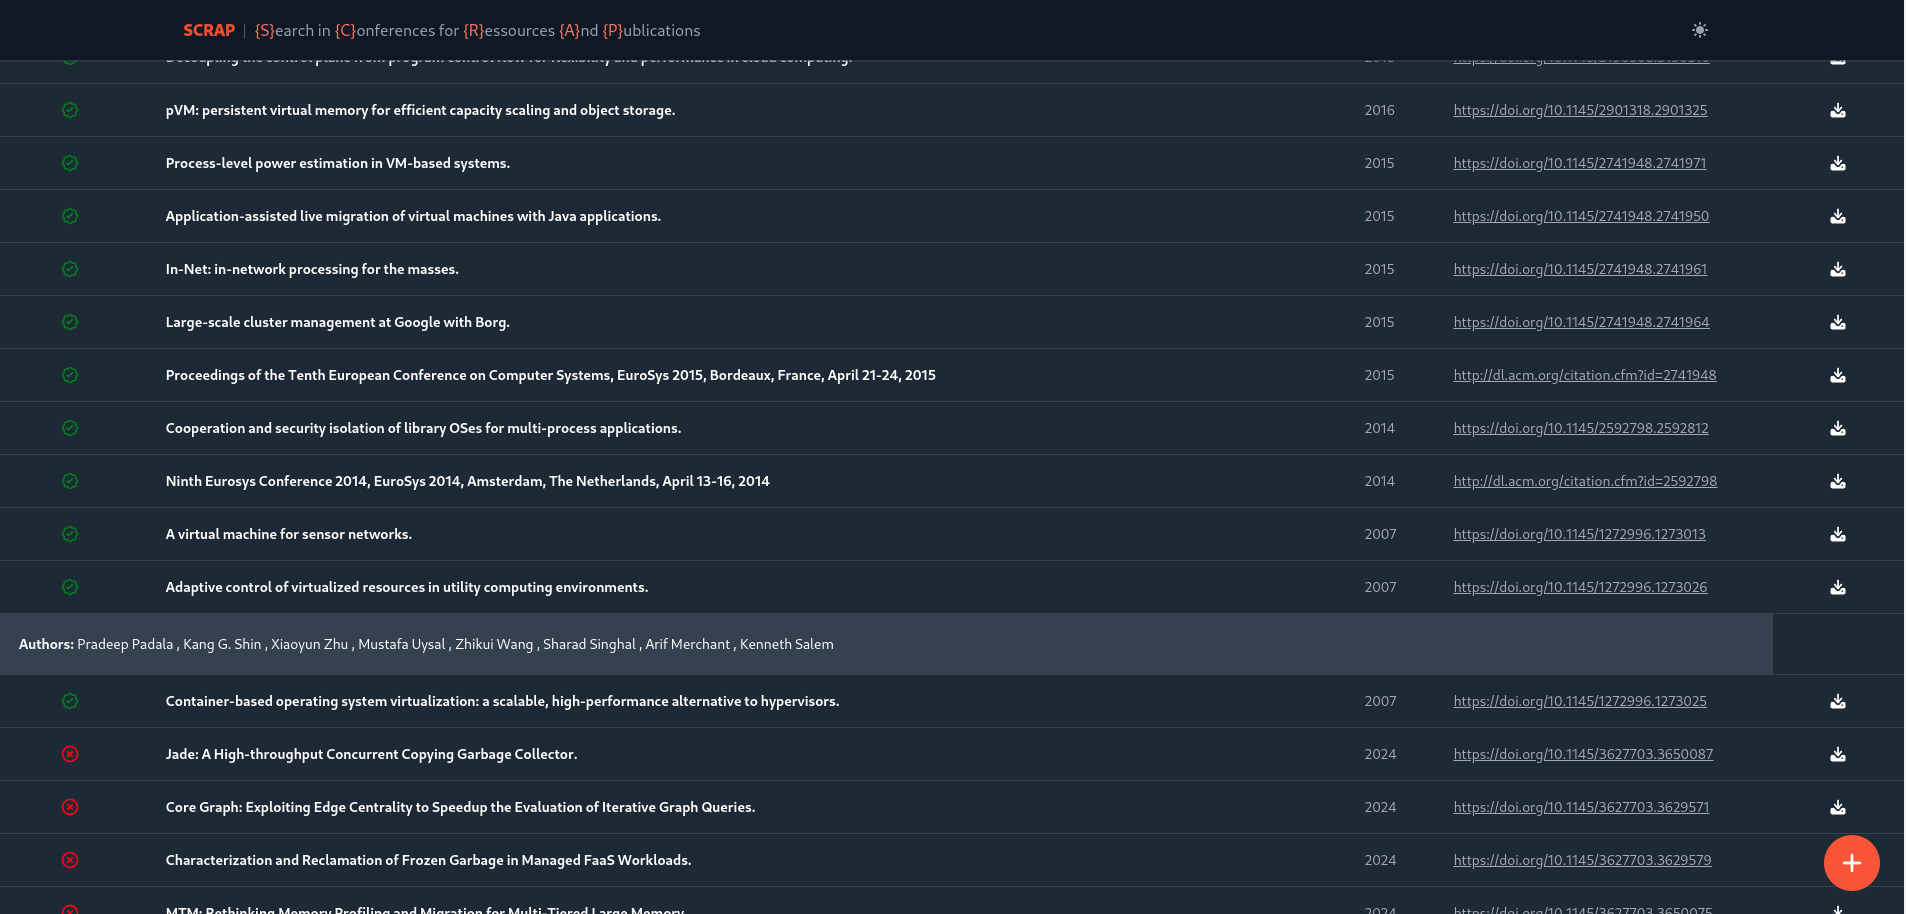 SCRAP | {S}earch in {C}onferences for {R}essources {A}nd {P}ublications
Decoupling the control plane from program control flow for flexibility and performance in cloud computing.
pVM: persistent virtual memory for efficient capacity scaling and object storage. 2016 https://doi.org/10.1145/2901318.2901325
Process-level power estimation in VM-based systems. 2015 https://doi.org/10.1145/2741948.2741971
Application-assisted live migration of virtual machines with Java applications. 2015 https://doi.org/10.1145/2741948.2741950
In-Net: in-network processing for the masses. 2015 https://doi.org/10.1145/2741948.2741961
Large-scale cluster management at Google with Borg. 2015 https://doi.org/10.1145/2741948.2741964
Proceedings of the Tenth European Conference on Computer Systems, EuroSys 2015, Bordeaux, France, April 21-24, 2015 2015 http://dl.acm.org/citation.cfm?id=2741948
Cooperation and security isolation of library OSes for multi-process applications. 2014 https://doi.org/10.1145/2592798.2592812
Ninth Eurosys Conference 2014, EuroSys 2014, Amsterdam, The Netherlands, April 13-16, 2014 2014 http://dl.acm.org/citation.cfm?id=2592798
A virtual machine for sensor networks. 2007 https://doi.org/10.1145/1272996.1273013
Adaptive control of virtualized resources in utility computing environments. 2007 https://doi.org/10.1145/1272996.1273026
Authors: Pradeep Padala , Kang G. Shin , Xiaoyun Zhu , Mustafa Uysal , Zhikui Wang , Sharad Singhal , Arif Merchant , Kenneth Salem
Container-based operating system virtualization: a scalable, high-performance alternative to hypervisors. 2007 https://doi.org/10.1145/1272996.1273025
Jade: A High-throughput Concurrent Copying Garbage Collector. 2024 https://doi.org/10.1145/3627703.3650087
Core Graph: Exploiting Edge Centrality to Speedup the Evaluation of Iterative Graph Queries. 2024 https://doi.org/10.1145/3627703.3629571
Characterization and Reclamation of Frozen Garbage in Managed FaaS Workloads. 2024 https://doi.org/10.1145/3627703.3629579
MTM: Rethinking Memory Profiling and Migration for Multi-Tiered Large Memory. 2024 https://doi.org/10.1145/3627703.3650075